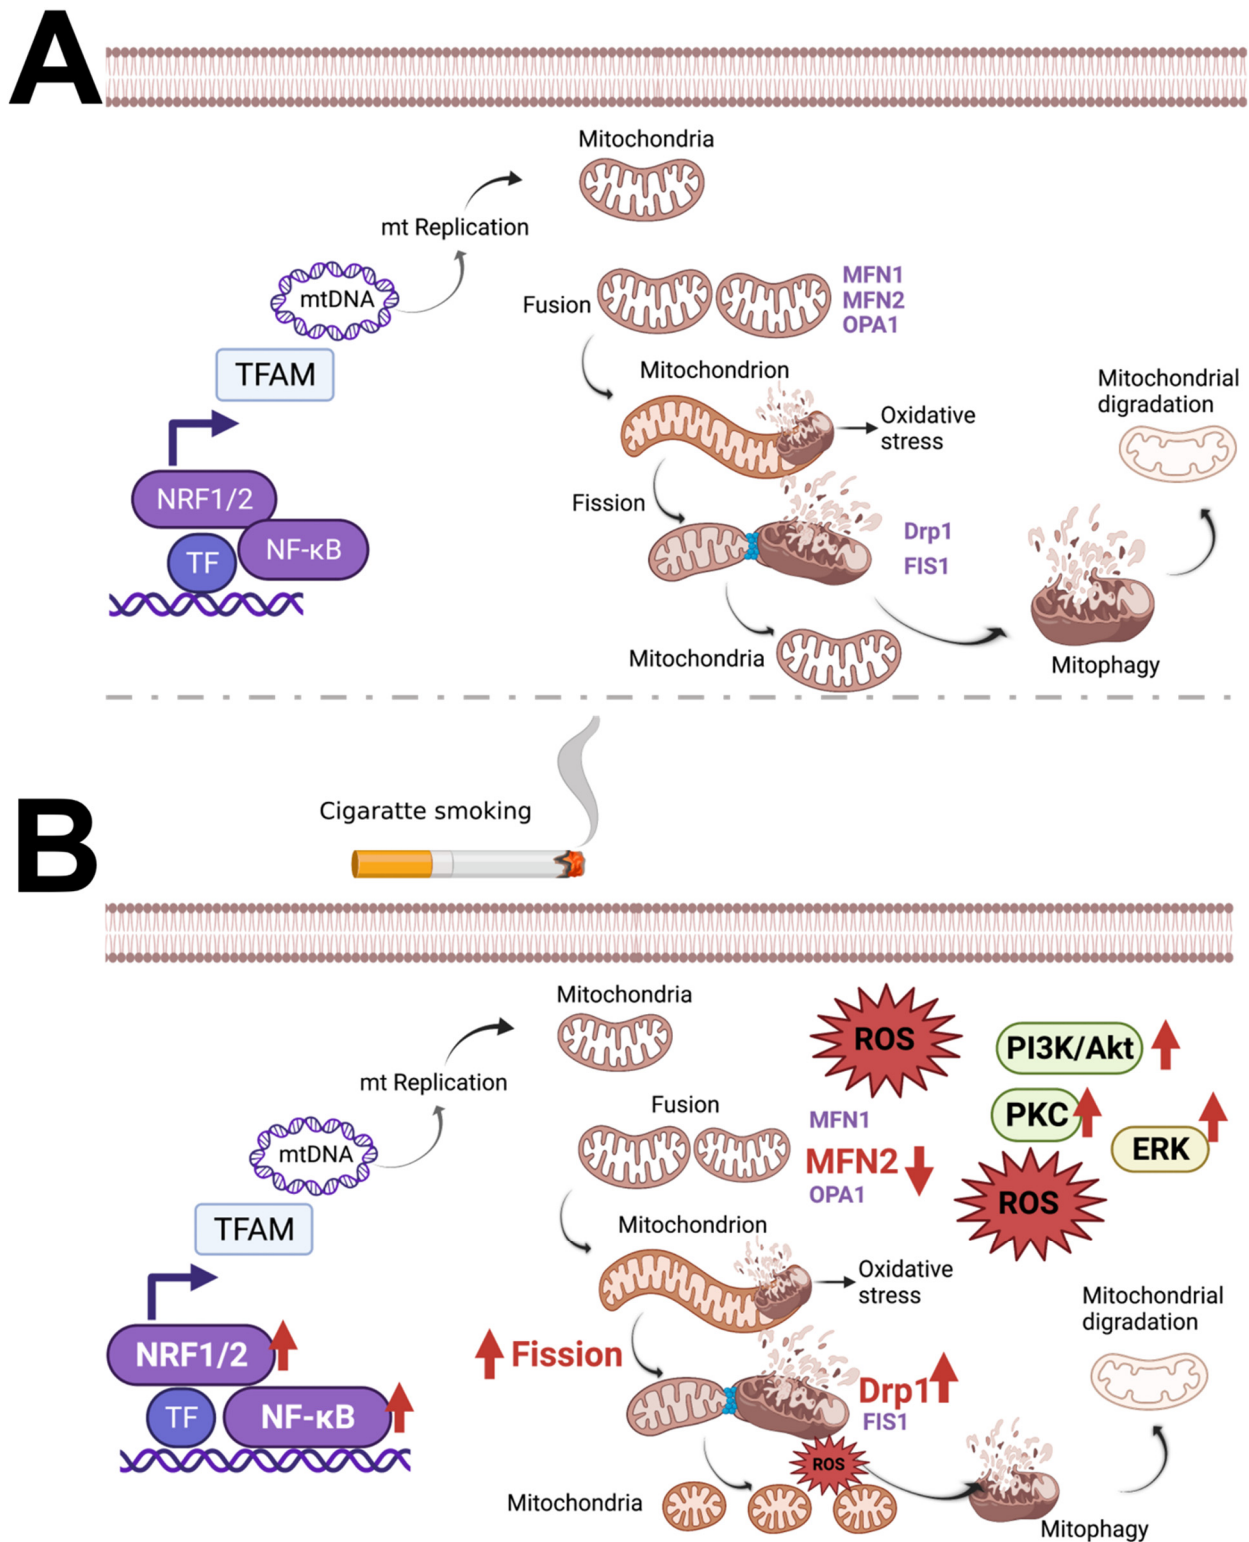 A
Mitochondria
mt Replication
mtDNA
Fusion
MFN1
MFN2
OPA1
TFAM
Mitochondrion
Oxidative
stress
Mitochondrial
digradation
NRF1/2
NF-κB
TF
Fission
Drp1
FIS1
Mitochondria
Mitophagy
Cigaratte smoking
B
Mitochondria
ROS
PI3K/Akt
mt Replication
Fusion
MFN1
PKC
ERK
mtDNA
MFN2
OPA1
ROS
TFAM
Mitochondrion
Oxidative
stress
Mitochondrial
digradation
NRF1/2
Fission
TF
NF-κB
Drp1
FIS1
ROS
Mitochondria
Mitophagy